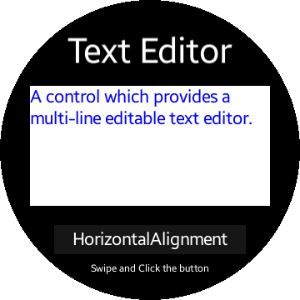 Text Editor
A control which provides a
multi-line editable text editor.
HorizontalAlignment
Swipe and Click the button